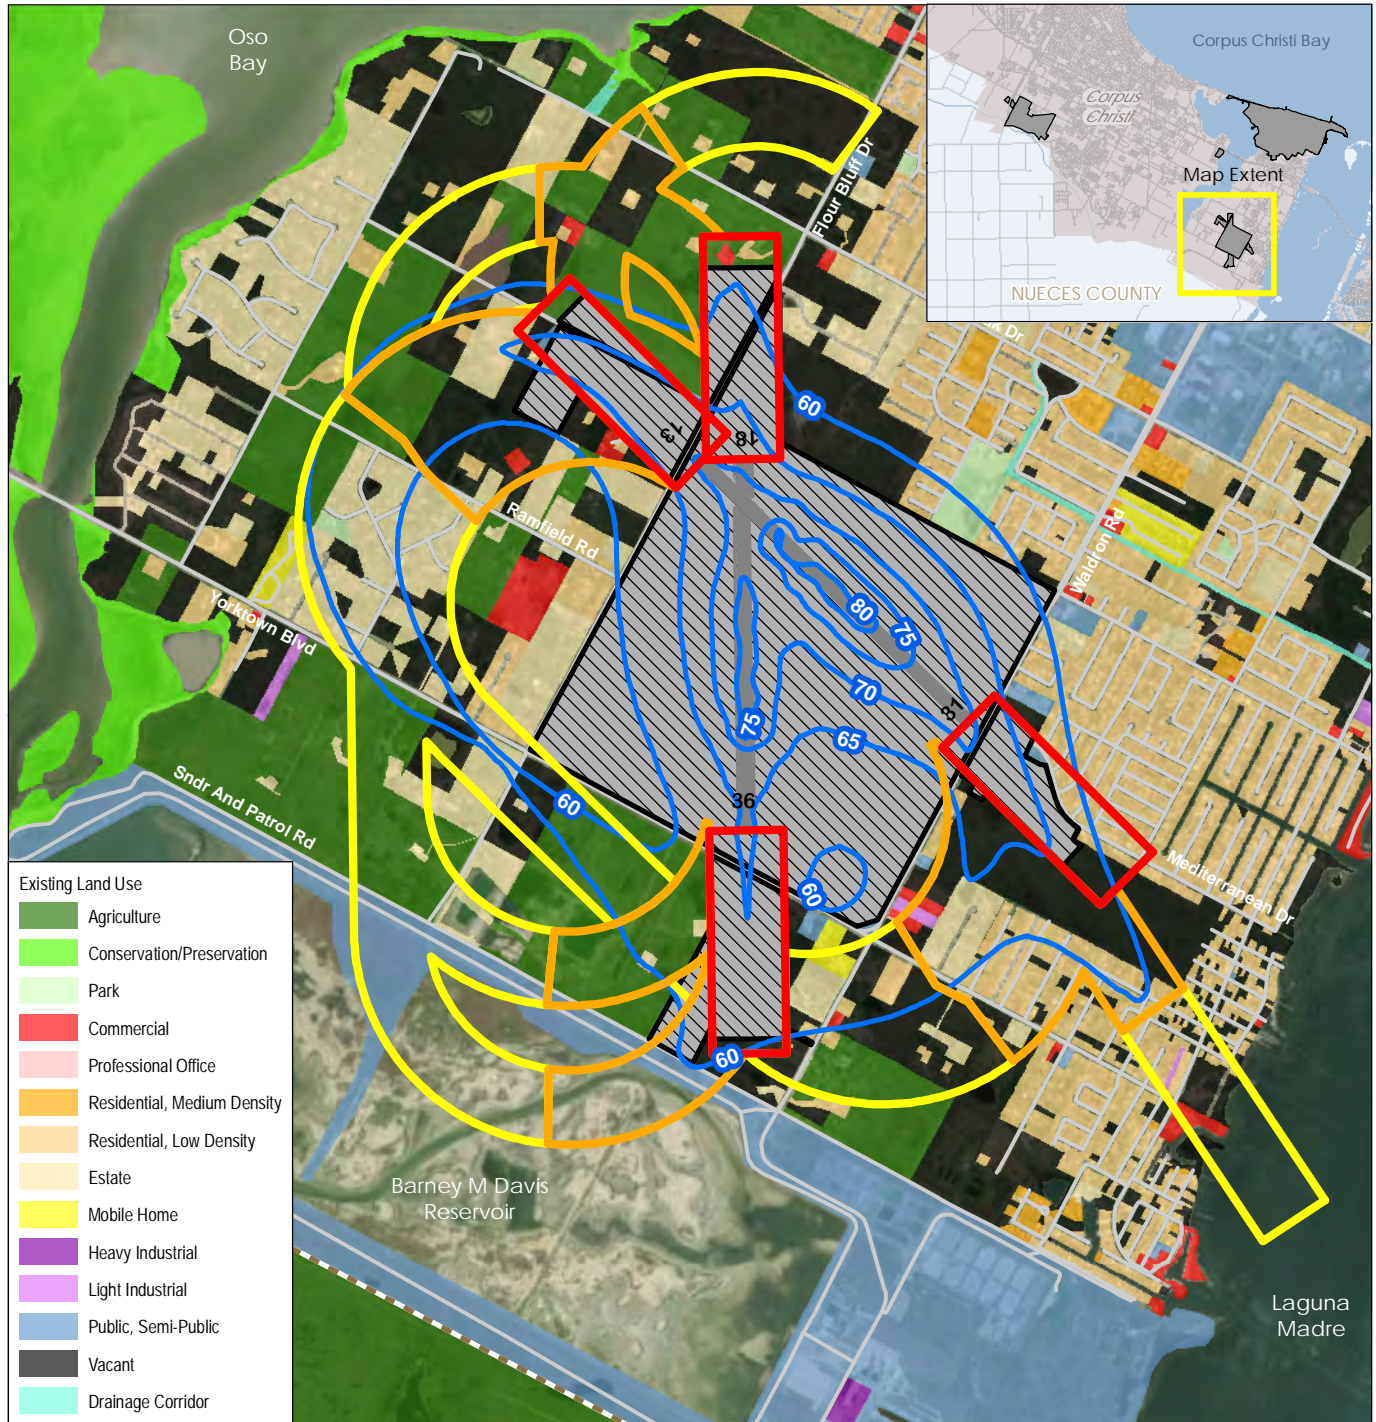 Oso
Bay
Corpus Christi Bay
Corpus
Christi
Map Extent
NUECES COUNTY
Flour Bluff Dr
Dr
60
13
18
Ramfield Rd
Waldron Rd
Yorktown Blvd
80
75
70
31
75
65
Sndr And Patrol Rd
60
36
60
Mediterranean Dr
60
Existing Land Use
Agriculture
Conservation/Preservation
Park
Commercial
Professional Office
Residential, Medium Density
Residential, Low Density
Estate
Mobile Home
Heavy Industrial
Light Industrial
Public, Semi-Public
Vacant
Drainage Corridor
Barney M Davis
Reservoir
Laguna
Madre